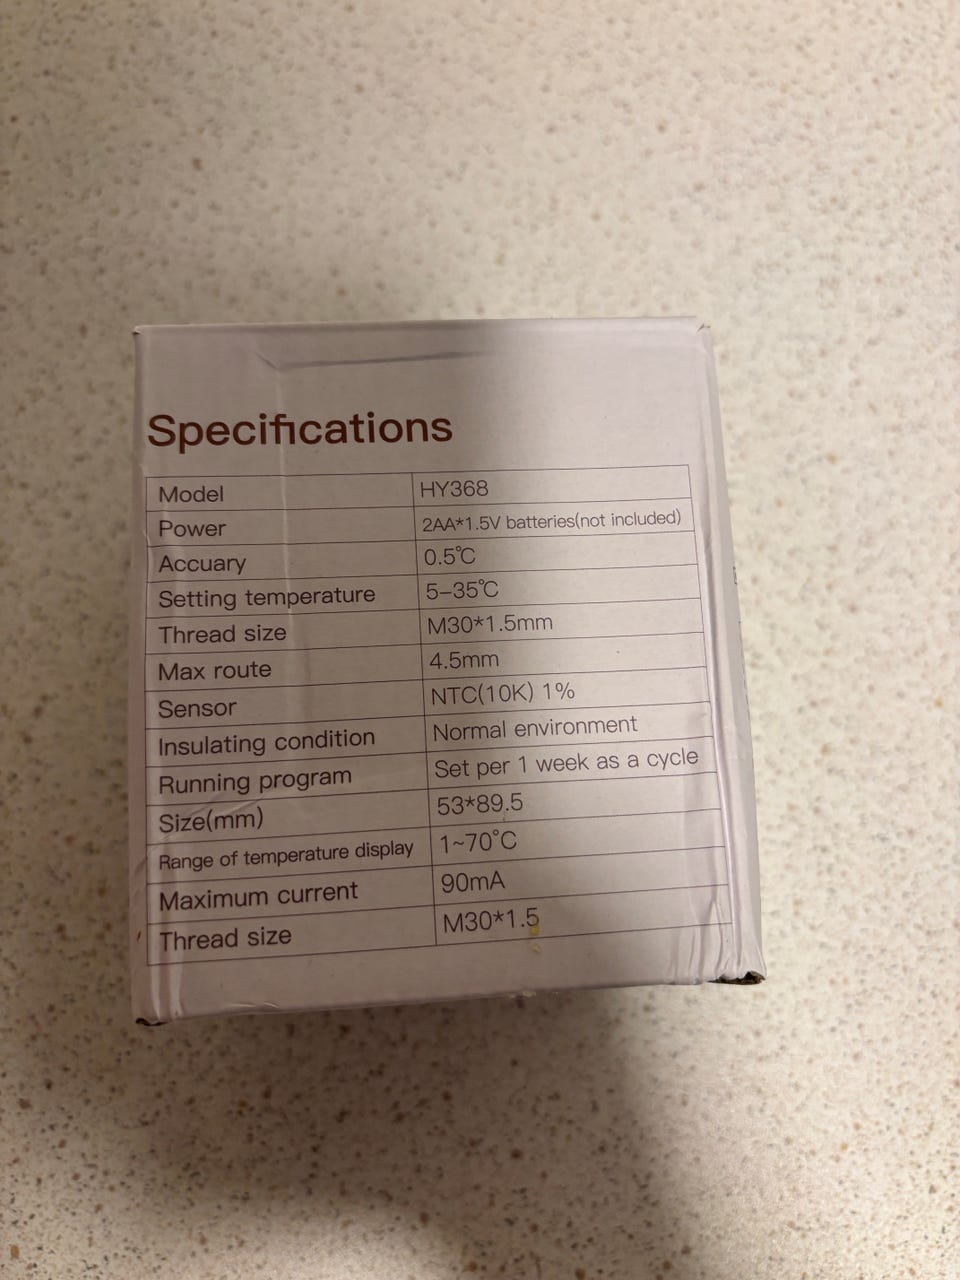 Specifications
Model HY368
Power 2AA*1.5V batteries(not included)
Accuary 0.5℃
Setting temperature 5–35℃
Thread size M30*1.5mm
Max route 4.5mm
Sensor NTC(10K) 1%
Insulating condition Normal environment
Running program Set per 1 week as a cycle
Size(mm) 53*89.5
Range of temperature display 1~70°C
Maximum current 90mA
Thread size M30*1.5